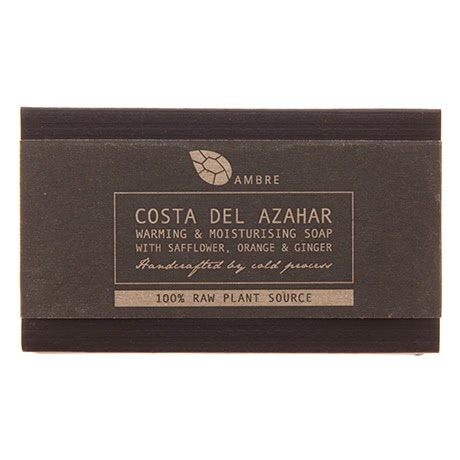 AMBRE
COSTA DEL AZAHAR
WARMING & MOISTURISING SOAP
WITH SAFFLOWER, ORANGE & GINGER
Handcrafted by cold process
100% RAW PLANT SOURCE